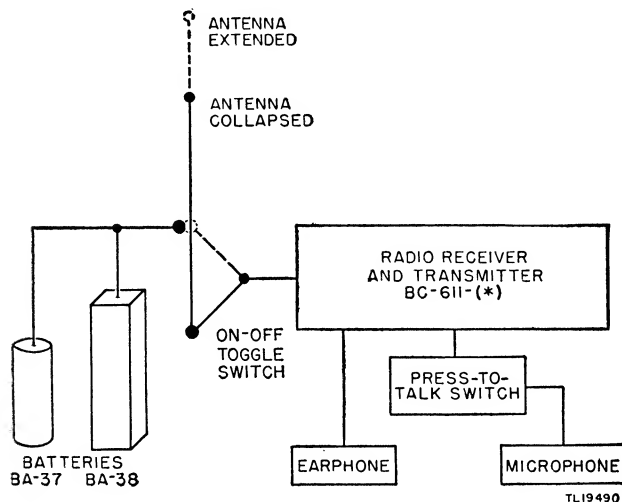 ANTENNA
EXTENDED
ANTENNA
COLLAPSED
RADIO RECEIVER
AND TRANSMITTER
BC-611-(*)
ON-OFF
TOGGLE
SWITCH
PRESS-TO-
TALK SWITCH
BATTERIES
BA-37 BA-38
EARPHONE
MICROPHONE
TL19490